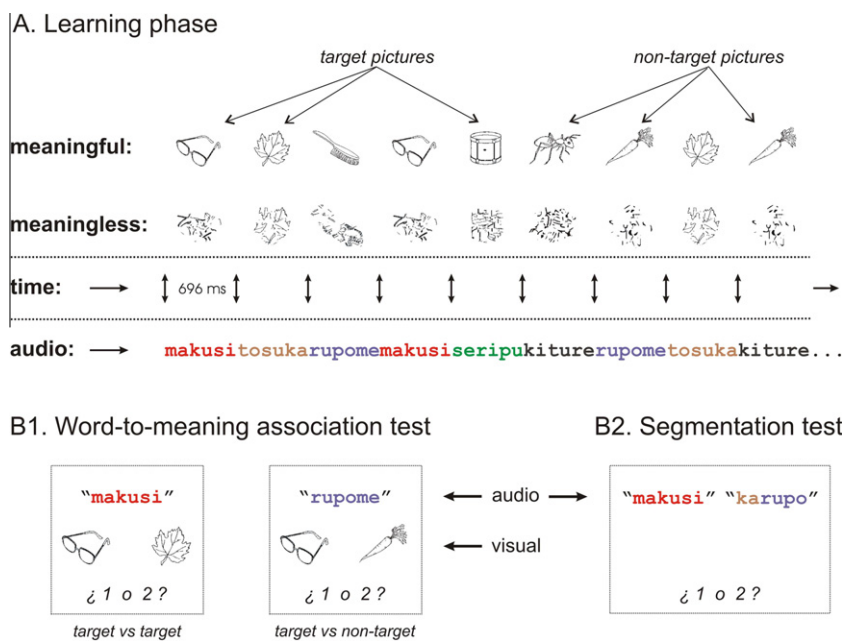 A. Learning phase
target pictures non-target pictures
meaningful:
meaningless:
time: 696 ms
audio: makusitosukarupomemakusiseripukiturerupometosukakiture...
B1. Word-to-meaning association test B2. Segmentation test
“makusi” “rupome” audio “makusi” “karupo”
visual
¿ 1 o 2 ? ¿ 1 o 2 ? ¿ 1 o 2 ?
target vs target target vs non-target